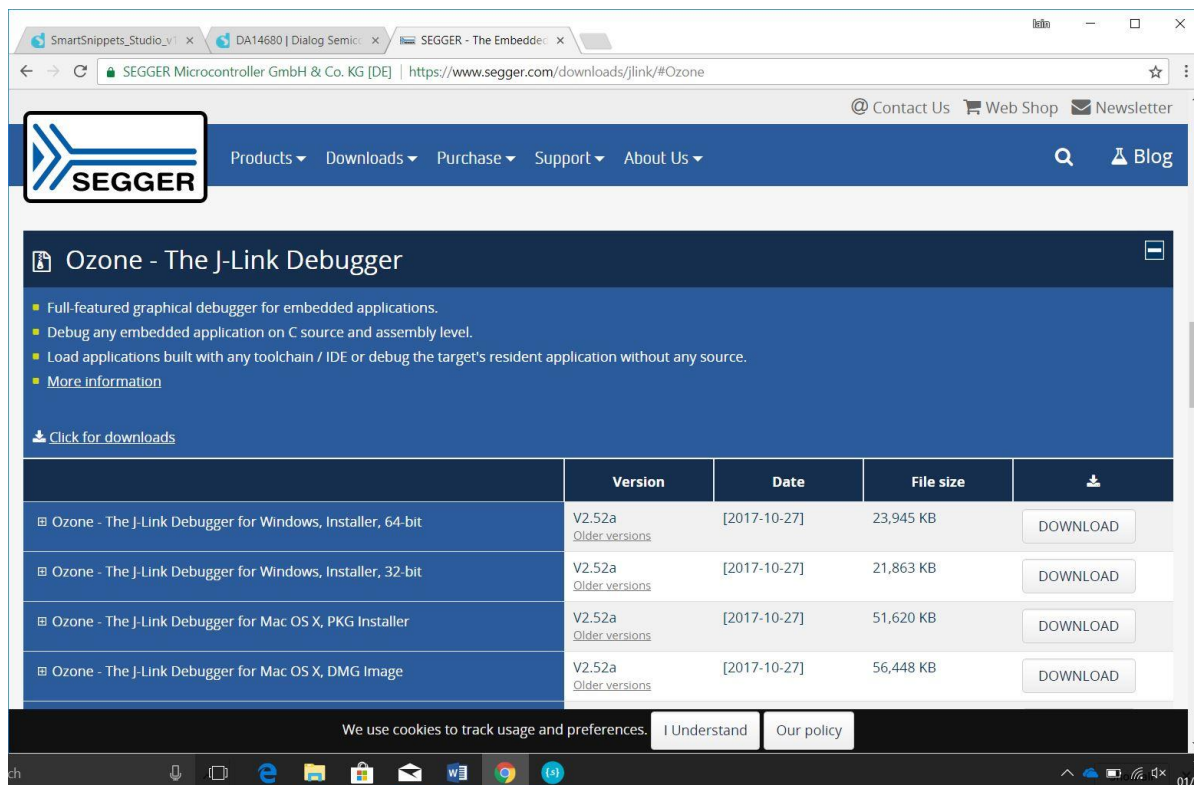 Iain
SmartSnippets_Studio_v1
DA14680 | Dialog Semic
SEGGER - The Embedded
SEGGER Microcontroller GmbH & Co. KG [DE] | https://www.segger.com/downloads/jlink/#Ozone
Contact Us Web Shop Newsletter
SEGGER
Products Downloads Purchase Support About Us Blog
Ozone - The J-Link Debugger
Full-featured graphical debugger for embedded applications.
Debug any embedded application on C source and assembly level.
Load applications built with any toolchain / IDE or debug the target's resident application without any source.
More information
Click for downloads
Version Date File size
Ozone - The J-Link Debugger for Windows, Installer, 64-bit V2.52a [2017-10-27] 23,945 KB DOWNLOAD
Older versions
Ozone - The J-Link Debugger for Windows, Installer, 32-bit V2.52a [2017-10-27] 21,863 KB DOWNLOAD
Older versions
Ozone - The J-Link Debugger for Mac OS X, PKG Installer V2.52a [2017-10-27] 51,620 KB DOWNLOAD
Older versions
Ozone - The J-Link Debugger for Mac OS X, DMG Image V2.52a [2017-10-27] 56,448 KB DOWNLOAD
Older versions
We use cookies to track usage and preferences. I Understand Our policy
ch
01/